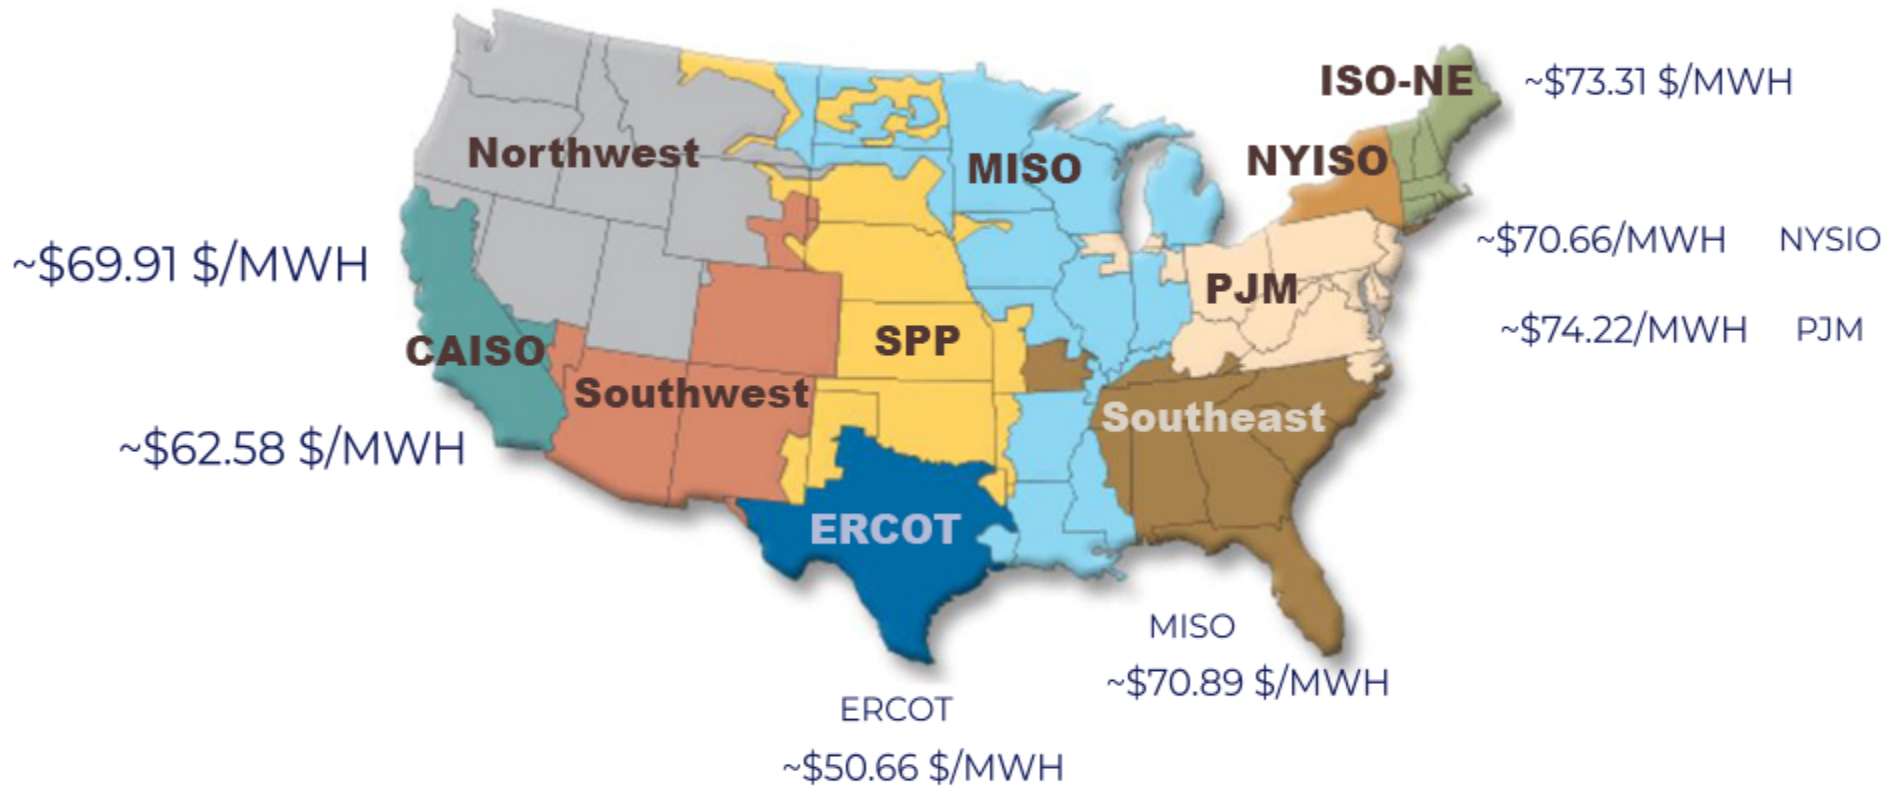 ISO-NE ~$73.31 $/MWH
Northwest
MISO
NYISO
~$70.66/MWH NYSIO
~$69.91 $/MWH
PJM
~$74.22/MWH PJM
CAISO
SPP
Southwest
Southeast
~$62.58 $/MWH
ERCOT
MISO
~$70.89 $/MWH
ERCOT
~$50.66 $/MWH